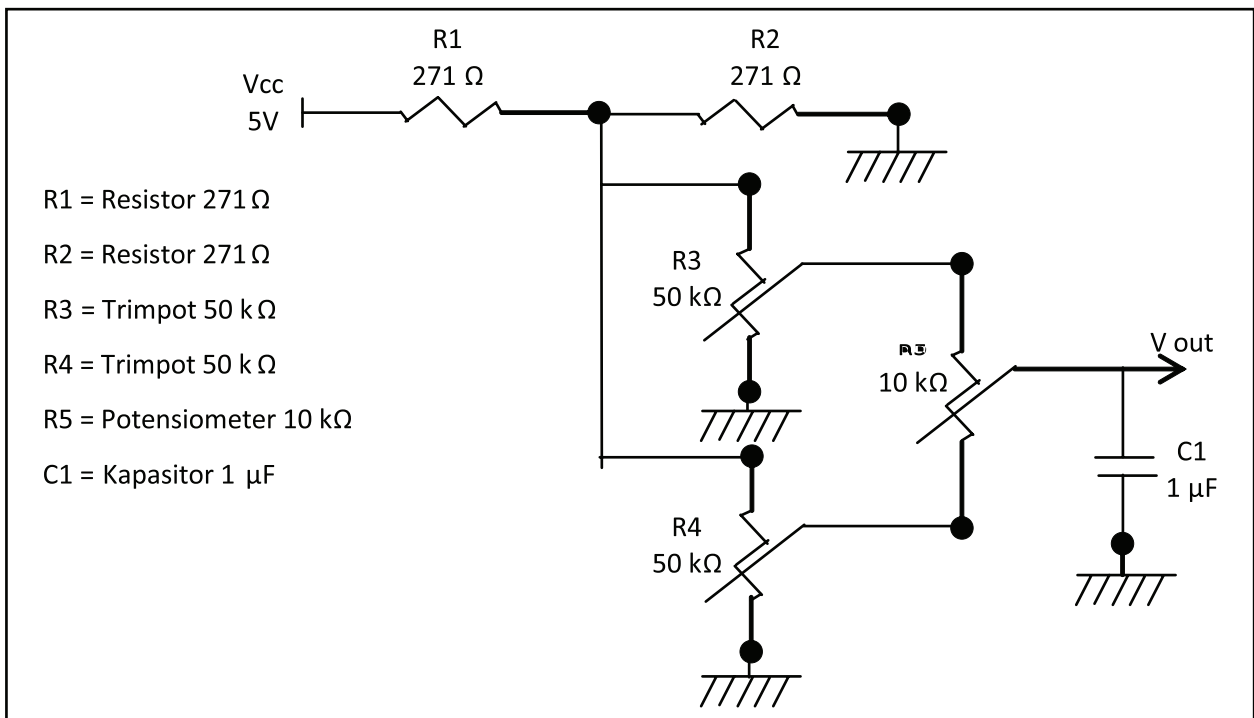 R1
271 Ω
R2
271 Ω
Vcc
5V
R1 = Resistor 271 Ω
R2 = Resistor 271 Ω
R3 = Trimpot 50 k Ω
R4 = Trimpot 50 k Ω
R5 = Potensiometer 10 kΩ
C1 = Kapasitor 1 µF
R3
50 kΩ
10 kΩ
V out
C1
1 µF
R4
50 kΩ